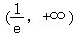 (1/e, +∞)